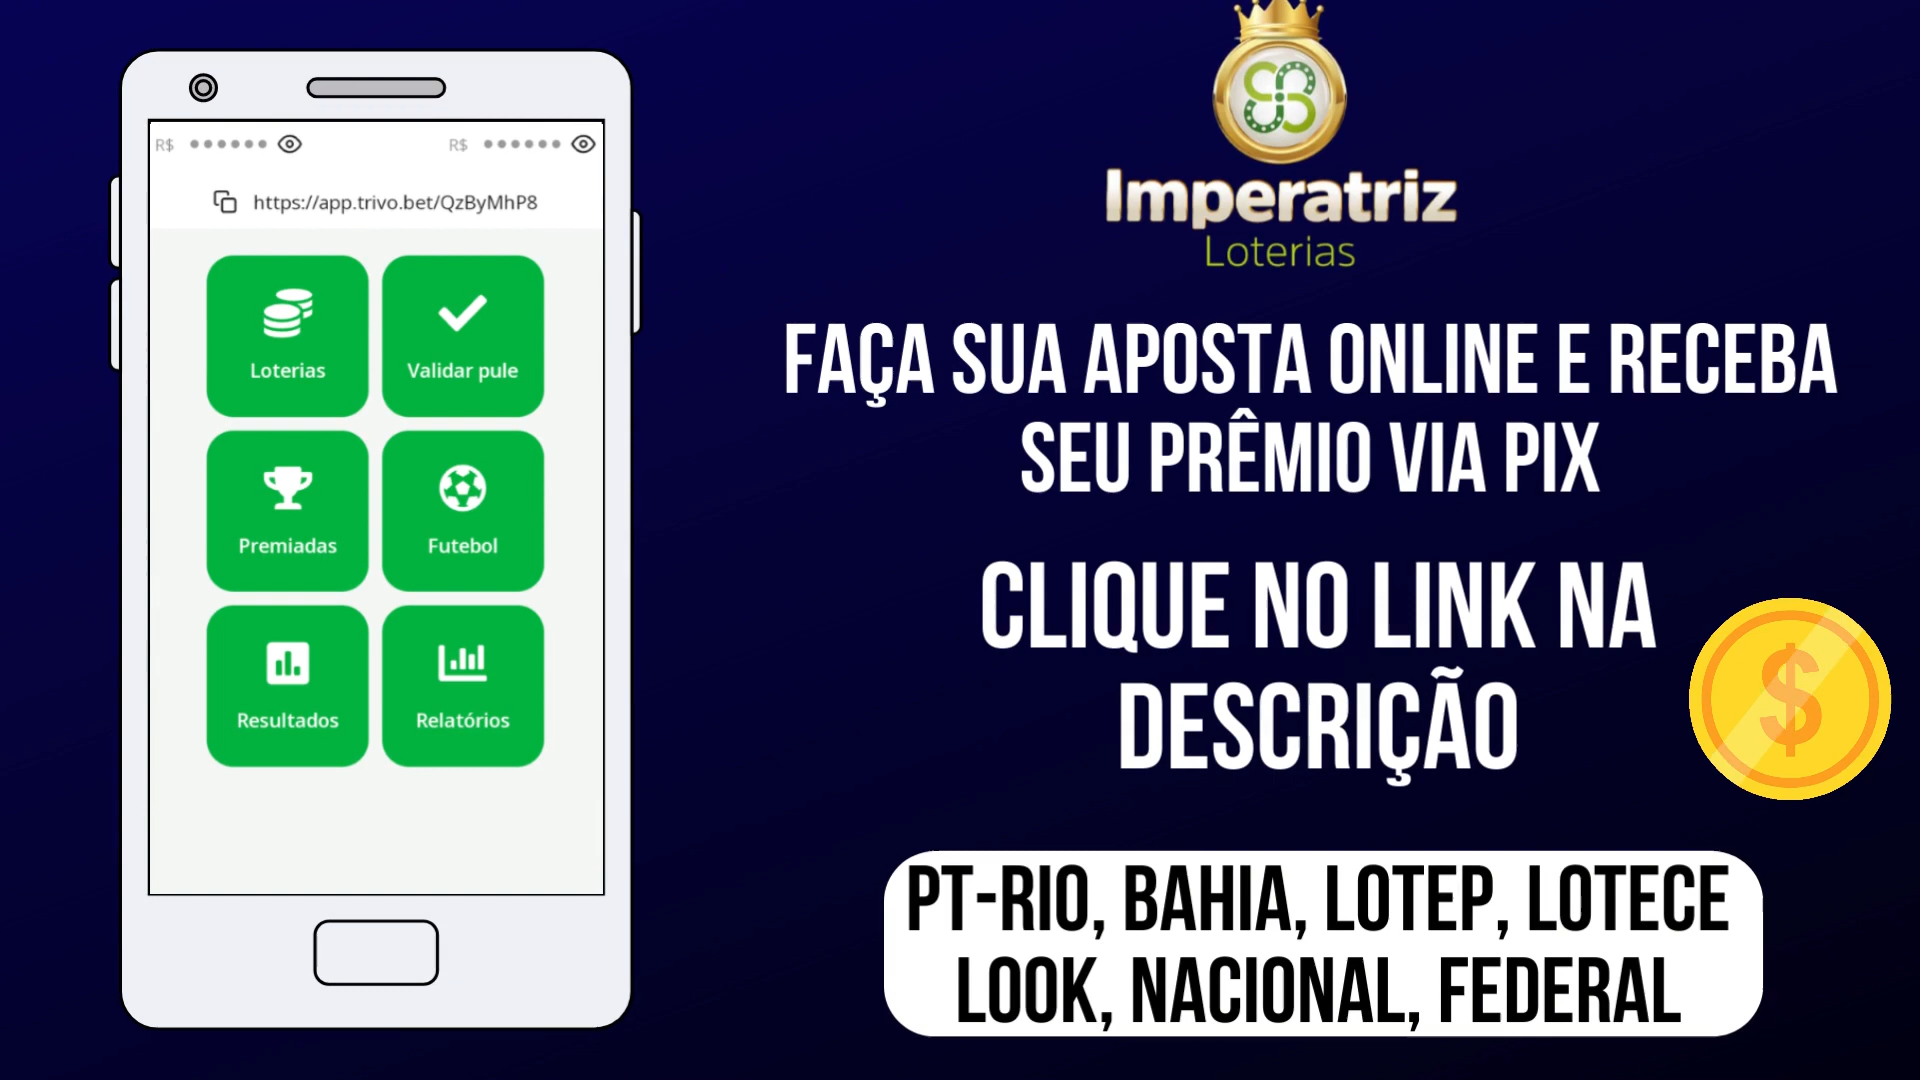 R$ •••••• R$ ••••••
https://app.trivo.bet/QzByMhP8
Loterias
Validar pule
Premiadas
Futebol
Resultados
Relatórios
Imperatriz
Loterias
FAÇA SUA APOSTA ONLINE E RECEBA
SEU PRÊMIO VIA PIX
CLIQUE NO LINK NA
DESCRIÇÃO
$
PT-RIO, BAHIA, LOTEP, LOTECE
LOOK, NACIONAL, FEDERAL